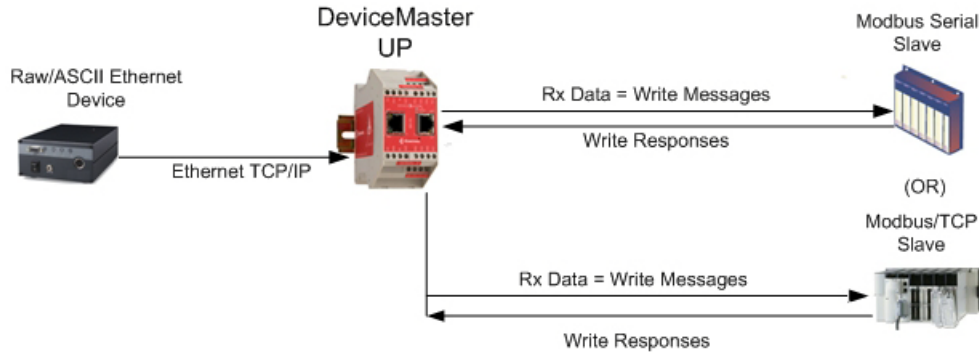 DeviceMaster
UP
Raw/ASCII Ethernet
Device
Ethernet TCP/IP
Rx Data = Write Messages
Write Responses
Modbus Serial
Slave
(OR)
Modbus/TCP
Slave
Rx Data = Write Messages
Write Responses